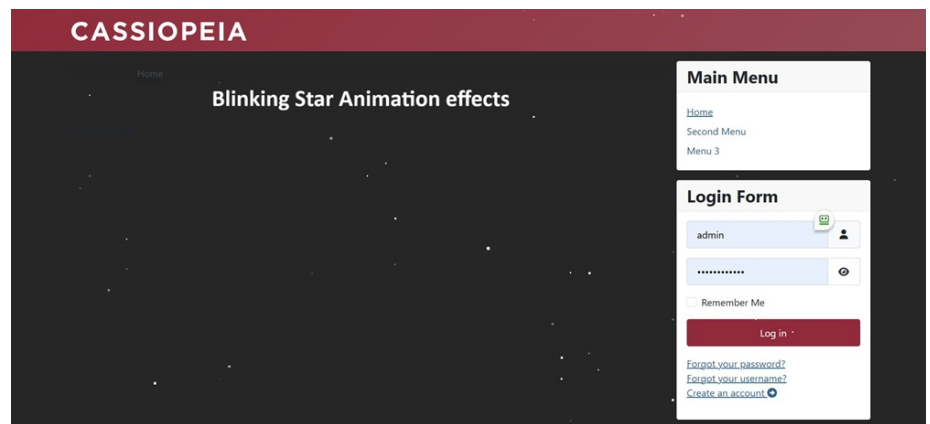 CASSIOPEIA
Home
Blinking Star Animation effects
Main Menu
Home
Second Menu
Menu 3
Login Form
admin
••••••••••••
Remember Me
Log in
Forgot your password?
Forgot your username?
Create an account